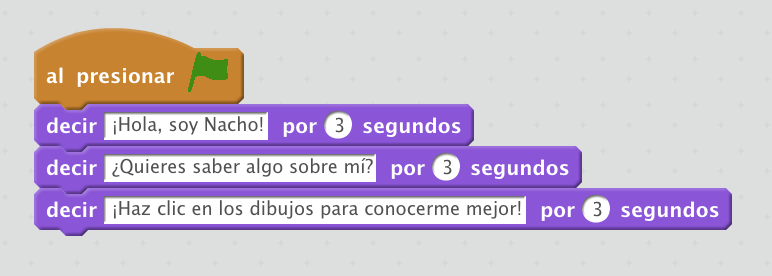 al presionar
decir ¡Hola, soy Nacho! por 3 segundos
decir ¿Quieres saber algo sobre mí? por 3 segundos
decir ¡Haz clic en los dibujos para conocerme mejor! por 3 segundos